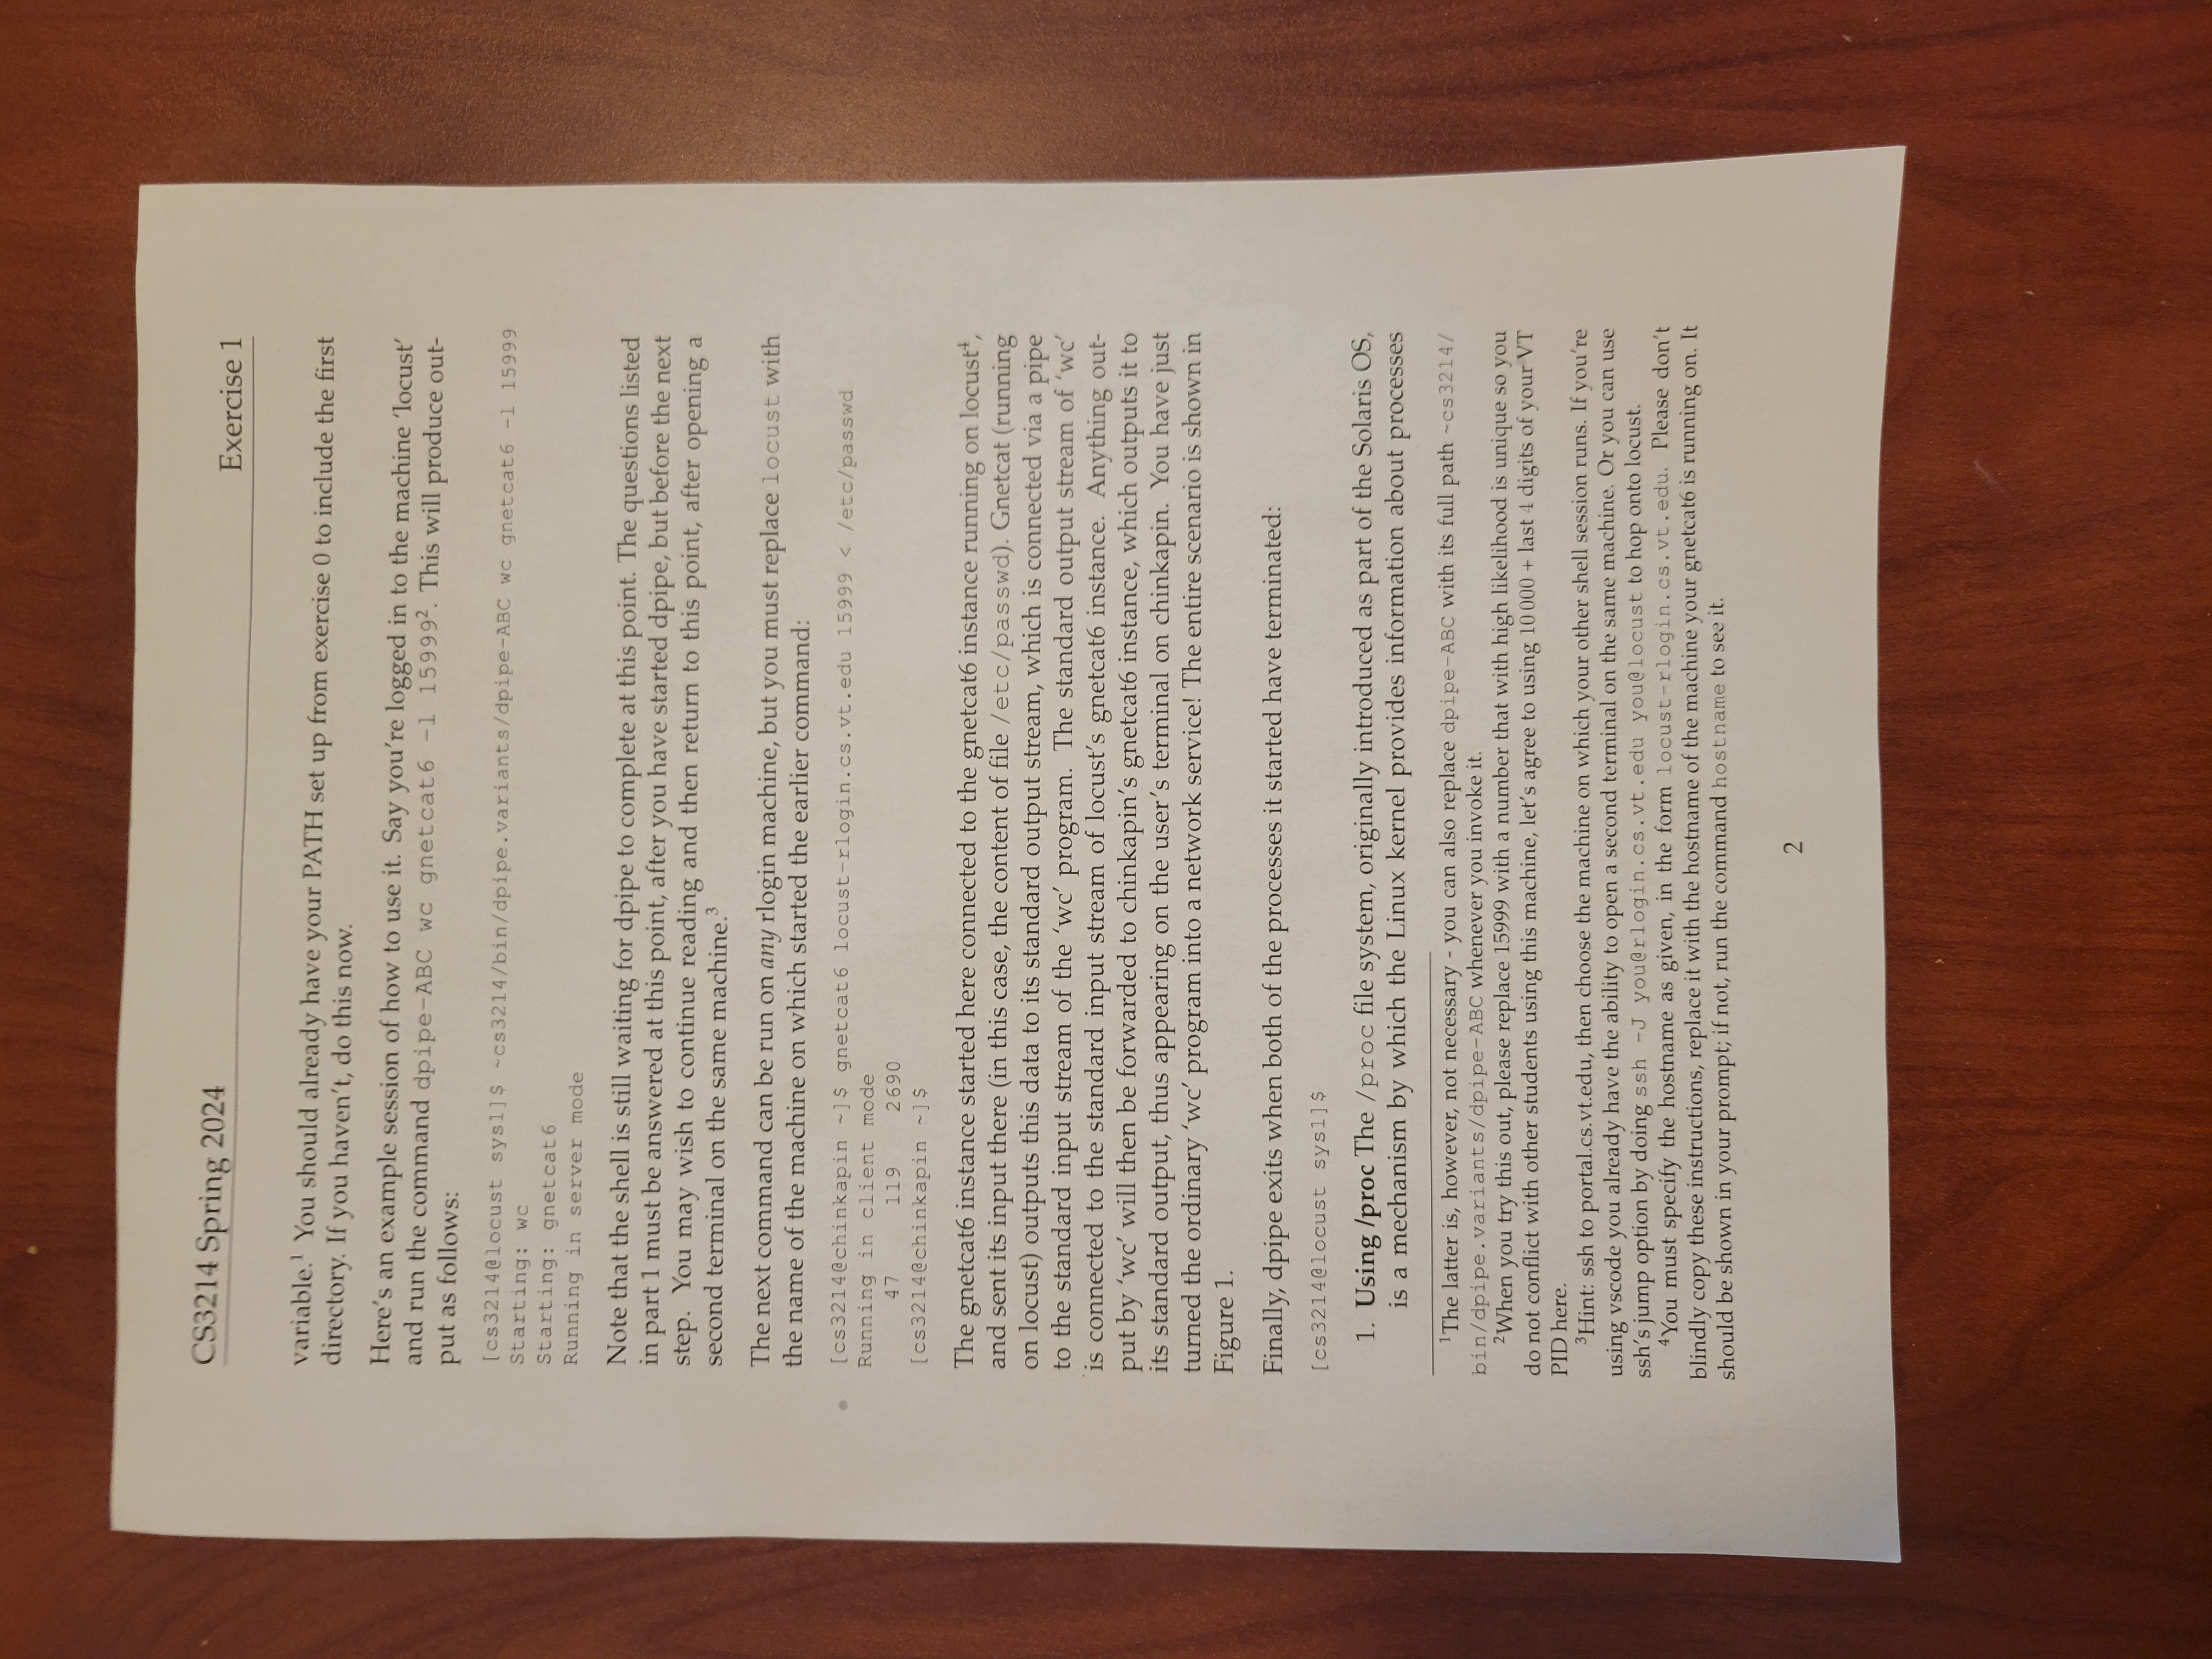 CS3214 Spring 2024
Exercise 1
variable.¹ You should already have your PATH set up from exercise 0 to include the first
directory. If you haven't, do this now.
Here's an example session of how to use it. Say you're logged in to the machine 'locust'
and run the command dpipe-ABC wc gnetcat6 -l 15999². This will produce out-
put as follows:
[cs3214@locust sys1]$ ~cs3214/bin/dpipe.variants/dpipe-ABC wc gnetcat6 -l 15999
Starting: wc
Starting: gnetcat6
Running in server mode
Note that the shell is still waiting for dpipe to complete at this point. The questions listed
in part 1 must be answered at this point, after you have started dpipe, but before the next
step. You may wish to continue reading and then return to this point, after opening a
second terminal on the same machine.³
The next command can be run on any rlogin machine, but you must replace locust with
the name of the machine on which started the earlier command:
[cs3214@chinkapin ~]$ gnetcat6 locust-rlogin.cs.vt.edu 15999 < /etc/passwd
Running in client mode
47 119 2690
[cs3214@chinkapin ~]$
The gnetcat6 instance started here connected to the gnetcat6 instance running on locust⁴,
and sent its input there (in this case, the content of file /etc/passwd). Gnetcat (running
on locust) outputs this data to its standard output stream, which is connected via a pipe
to the standard input stream of the 'wc' program. The standard output stream of 'wc'
is connected to the standard input stream of locust's gnetcat6 instance. Anything out-
put by 'wc' will then be forwarded to chinkapin's gnetcat6 instance, which outputs it to
its standard output, thus appearing on the user's terminal on chinkapin. You have just
turned the ordinary 'wc' program into a network service! The entire scenario is shown in
Figure 1.
Finally, dpipe exits when both of the processes it started have terminated:
[cs3214@locust sys1]$
1. Using /proc The /proc file system, originally introduced as part of the Solaris OS,
is a mechanism by which the Linux kernel provides information about processes
¹The latter is, however, not necessary - you can also replace dpipe-ABC with its full path ~cs3214/
bin/dpipe.variants/dpipe-ABC whenever you invoke it.
²When you try this out, please replace 15999 with a number that with high likelihood is unique so you
do not conflict with other students using this machine, let's agree to using 10 000 + last 4 digits of your VT
PID here.
³Hint: ssh to portal.cs.vt.edu, then choose the machine on which your other shell session runs. If you're
using vscode you already have the ability to open a second terminal on the same machine. Or you can use
ssh's jump option by doing ssh -J you@rlogin.cs.vt.edu you@locust to hop onto locust.
⁴You must specify the hostname as given, in the form locust-rlogin.cs.vt.edu. Please don't
blindly copy these instructions, replace it with the hostname of the machine your gnetcat6 is running on. It
should be shown in your prompt; if not, run the command hostname to see it.
2